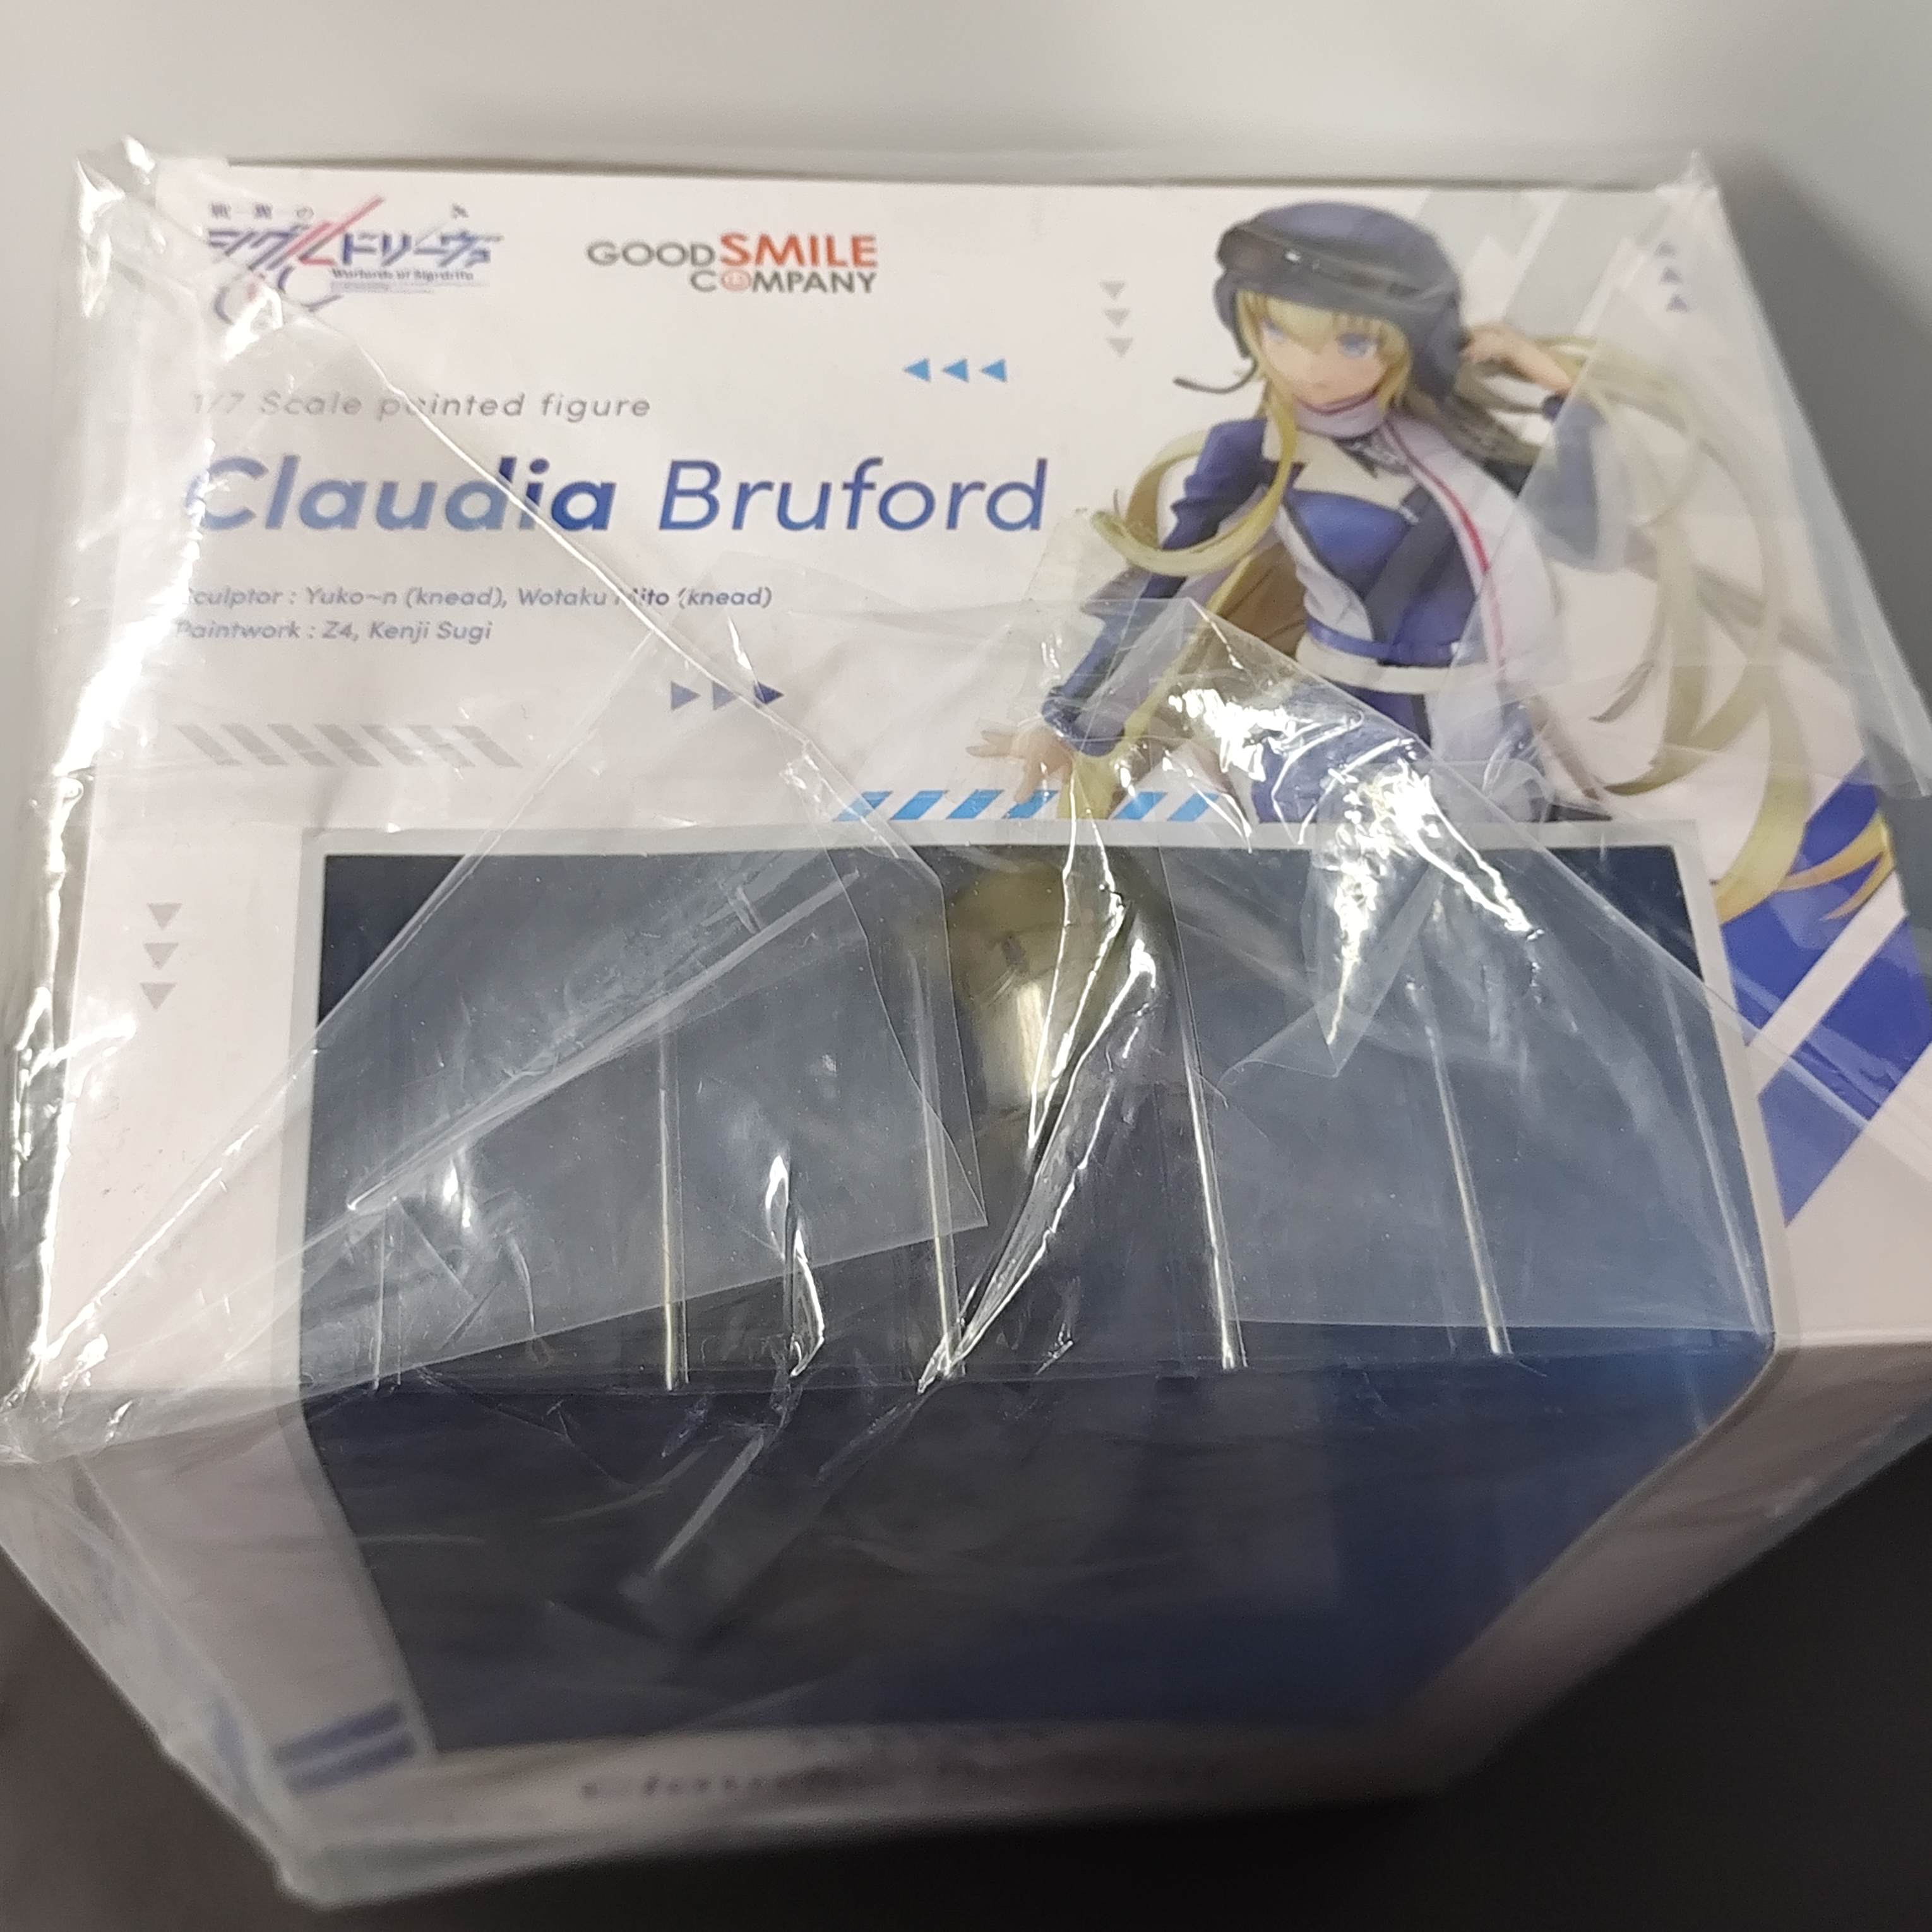 戦翼の
シグルドリーヴァ
Warlords of Sigrdrifa
GOOD SMILE
COMPANY
1/7 Scale painted figure
Claudia Bruford
Sculptor : Yuko~n (knead), Wotaku Mito (knead)
Paintwork : Z4, Kenji Sugi